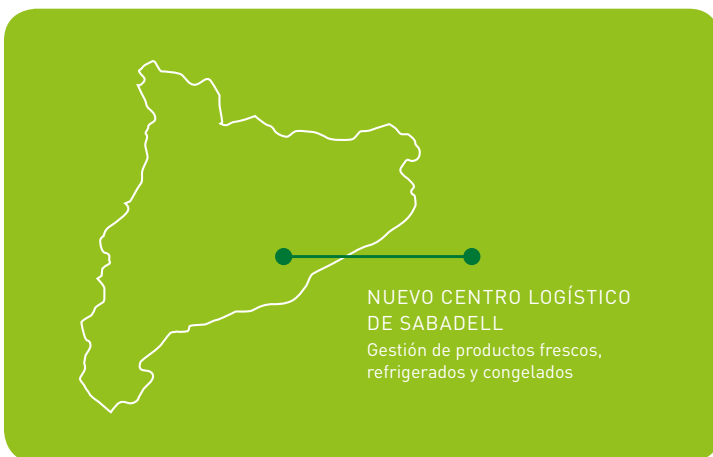 NUEVO CENTRO LOGÍSTICO
DE SABADELL
Gestión de productos frescos,
refrigerados y congelados